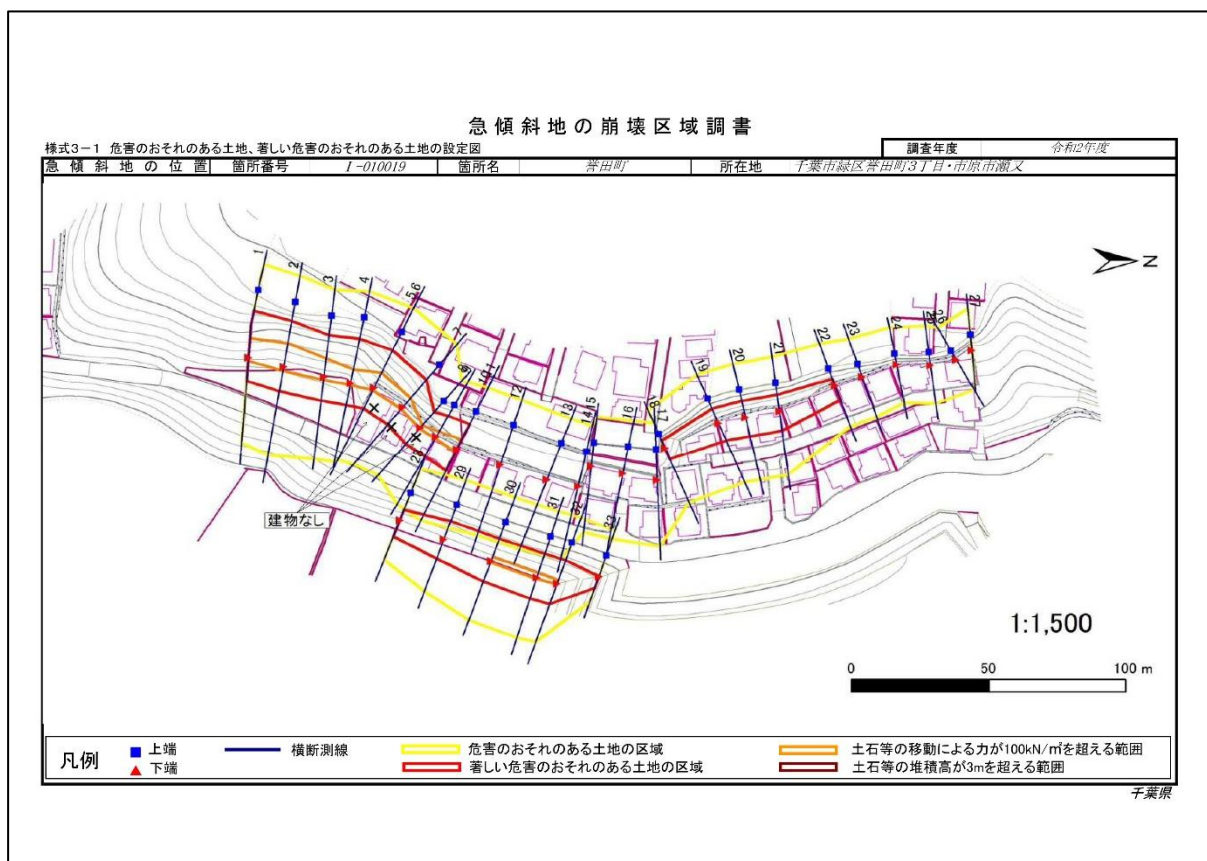 急傾斜地の崩壊区域調書
様式3-1 危害のおそれのある土地、著しい危害のおそれのある土地の設定図
調査年度 令和2年度
急傾斜地の位置 箇所番号 I-010019 箇所名 誉田町 所在地 千葉市緑区誉田町3丁目・市原市瀬又
N
1
2
3
4
5,6
7
12
13
14
15
16
17
18
19
20
21
22
23
24
26
27
29
30
31
32
33
建物なし
1:1,500
0 50 100 m
凡例
上端
下端
横断測線
危害のおそれのある土地の区域
著しい危害のおそれのある土地の区域
土石等の移動による力が100kN/㎡を超える範囲
土石等の堆積高が3mを超える範囲
千葉県